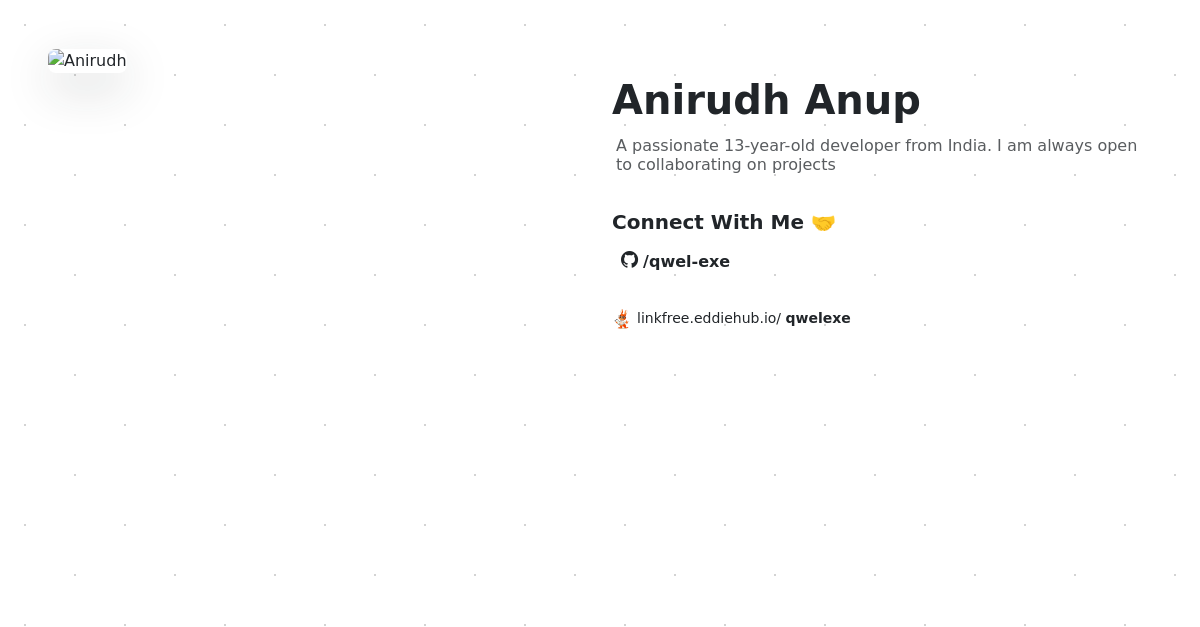 Anirudh
Anirudh Anup
A passionate 13-year-old developer from India. I am always open
to collaborating on projects
Connect With Me 🤝
/qwel-exe
linkfree.eddiehub.io/ qwelexe